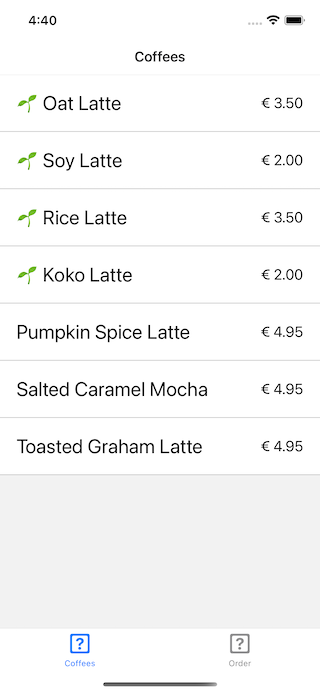 4:40
Coffees
🌱 Oat Latte € 3.50
🌱 Soy Latte € 2.00
🌱 Rice Latte € 3.50
🌱 Koko Latte € 2.00
Pumpkin Spice Latte € 4.95
Salted Caramel Mocha € 4.95
Toasted Graham Latte € 4.95
? ?
Coffees Order